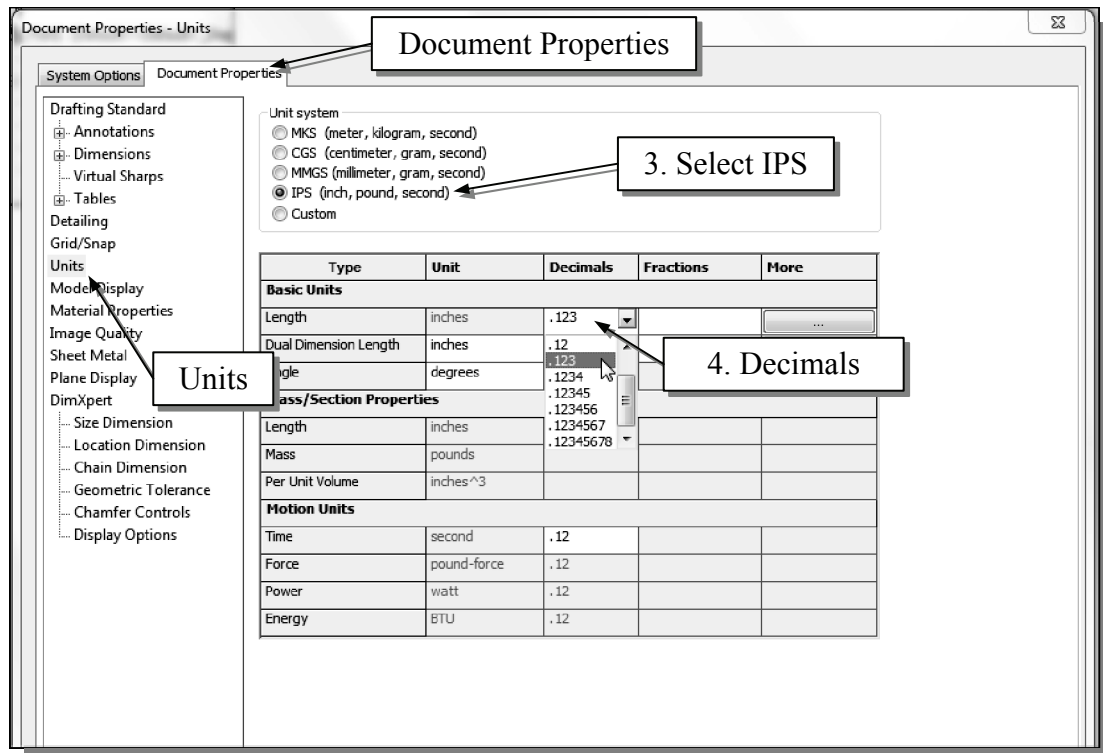 Document Properties - Units
Document Properties
System Options Document Properties
Drafting Standard
Annotations
Dimensions
Virtual Sharps
Tables
Detailing
Grid/Snap
Units
Model Display
Material Properties
Image Quality
Sheet Metal
Plane Display
DimXpert
Size Dimension
Location Dimension
Chain Dimension
Geometric Tolerance
Chamfer Controls
Display Options
Units
Unit system
MKS (meter, kilogram, second)
CGS (centimeter, gram, second)
MMGS (millimeter, gram, second)
IPS (inch, pound, second)
Custom
3. Select IPS
Type Unit Decimals Fractions More
Basic Units
Length inches .123 ...
Dual Dimension Length inches
degrees
.12
.123
.1234
.12345
.123456
.1234567
.12345678
4. Decimals
Mass/Section Properties
Length inches
Mass pounds
Per Unit Volume inches^3
Motion Units
Time second .12
Force pound-force .12
Power watt .12
Energy BTU .12